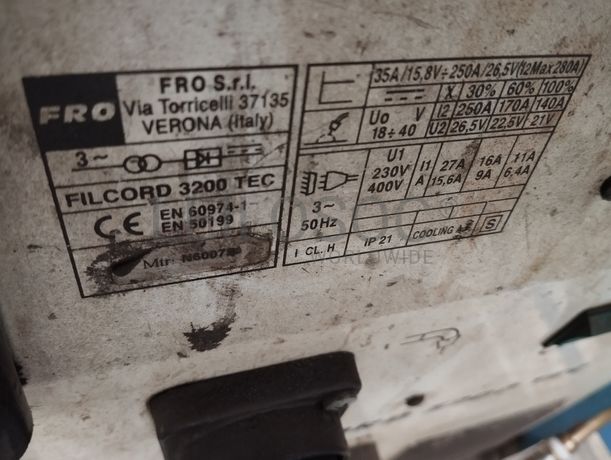 FRO
FRO S.r.l.
Via Torricelli 37135
VERONA (Italy)
3~
FILCORD 3200 TEC
CE
EN 60974-1
EN 50199
Mtr:
35A/15,8V÷250A/26,5V(I2Max280A)
X 30% 60% 100%
Uo V
18÷40
I2 250A 170A 140A
U2 26,5V 22,5V 21V
U1 I1 27A 16A 11A
230V A 15,6A 9A 6,4A
400V
3~
50Hz
I CL. H
IP 21
COOLING
S
WORLDWIDE